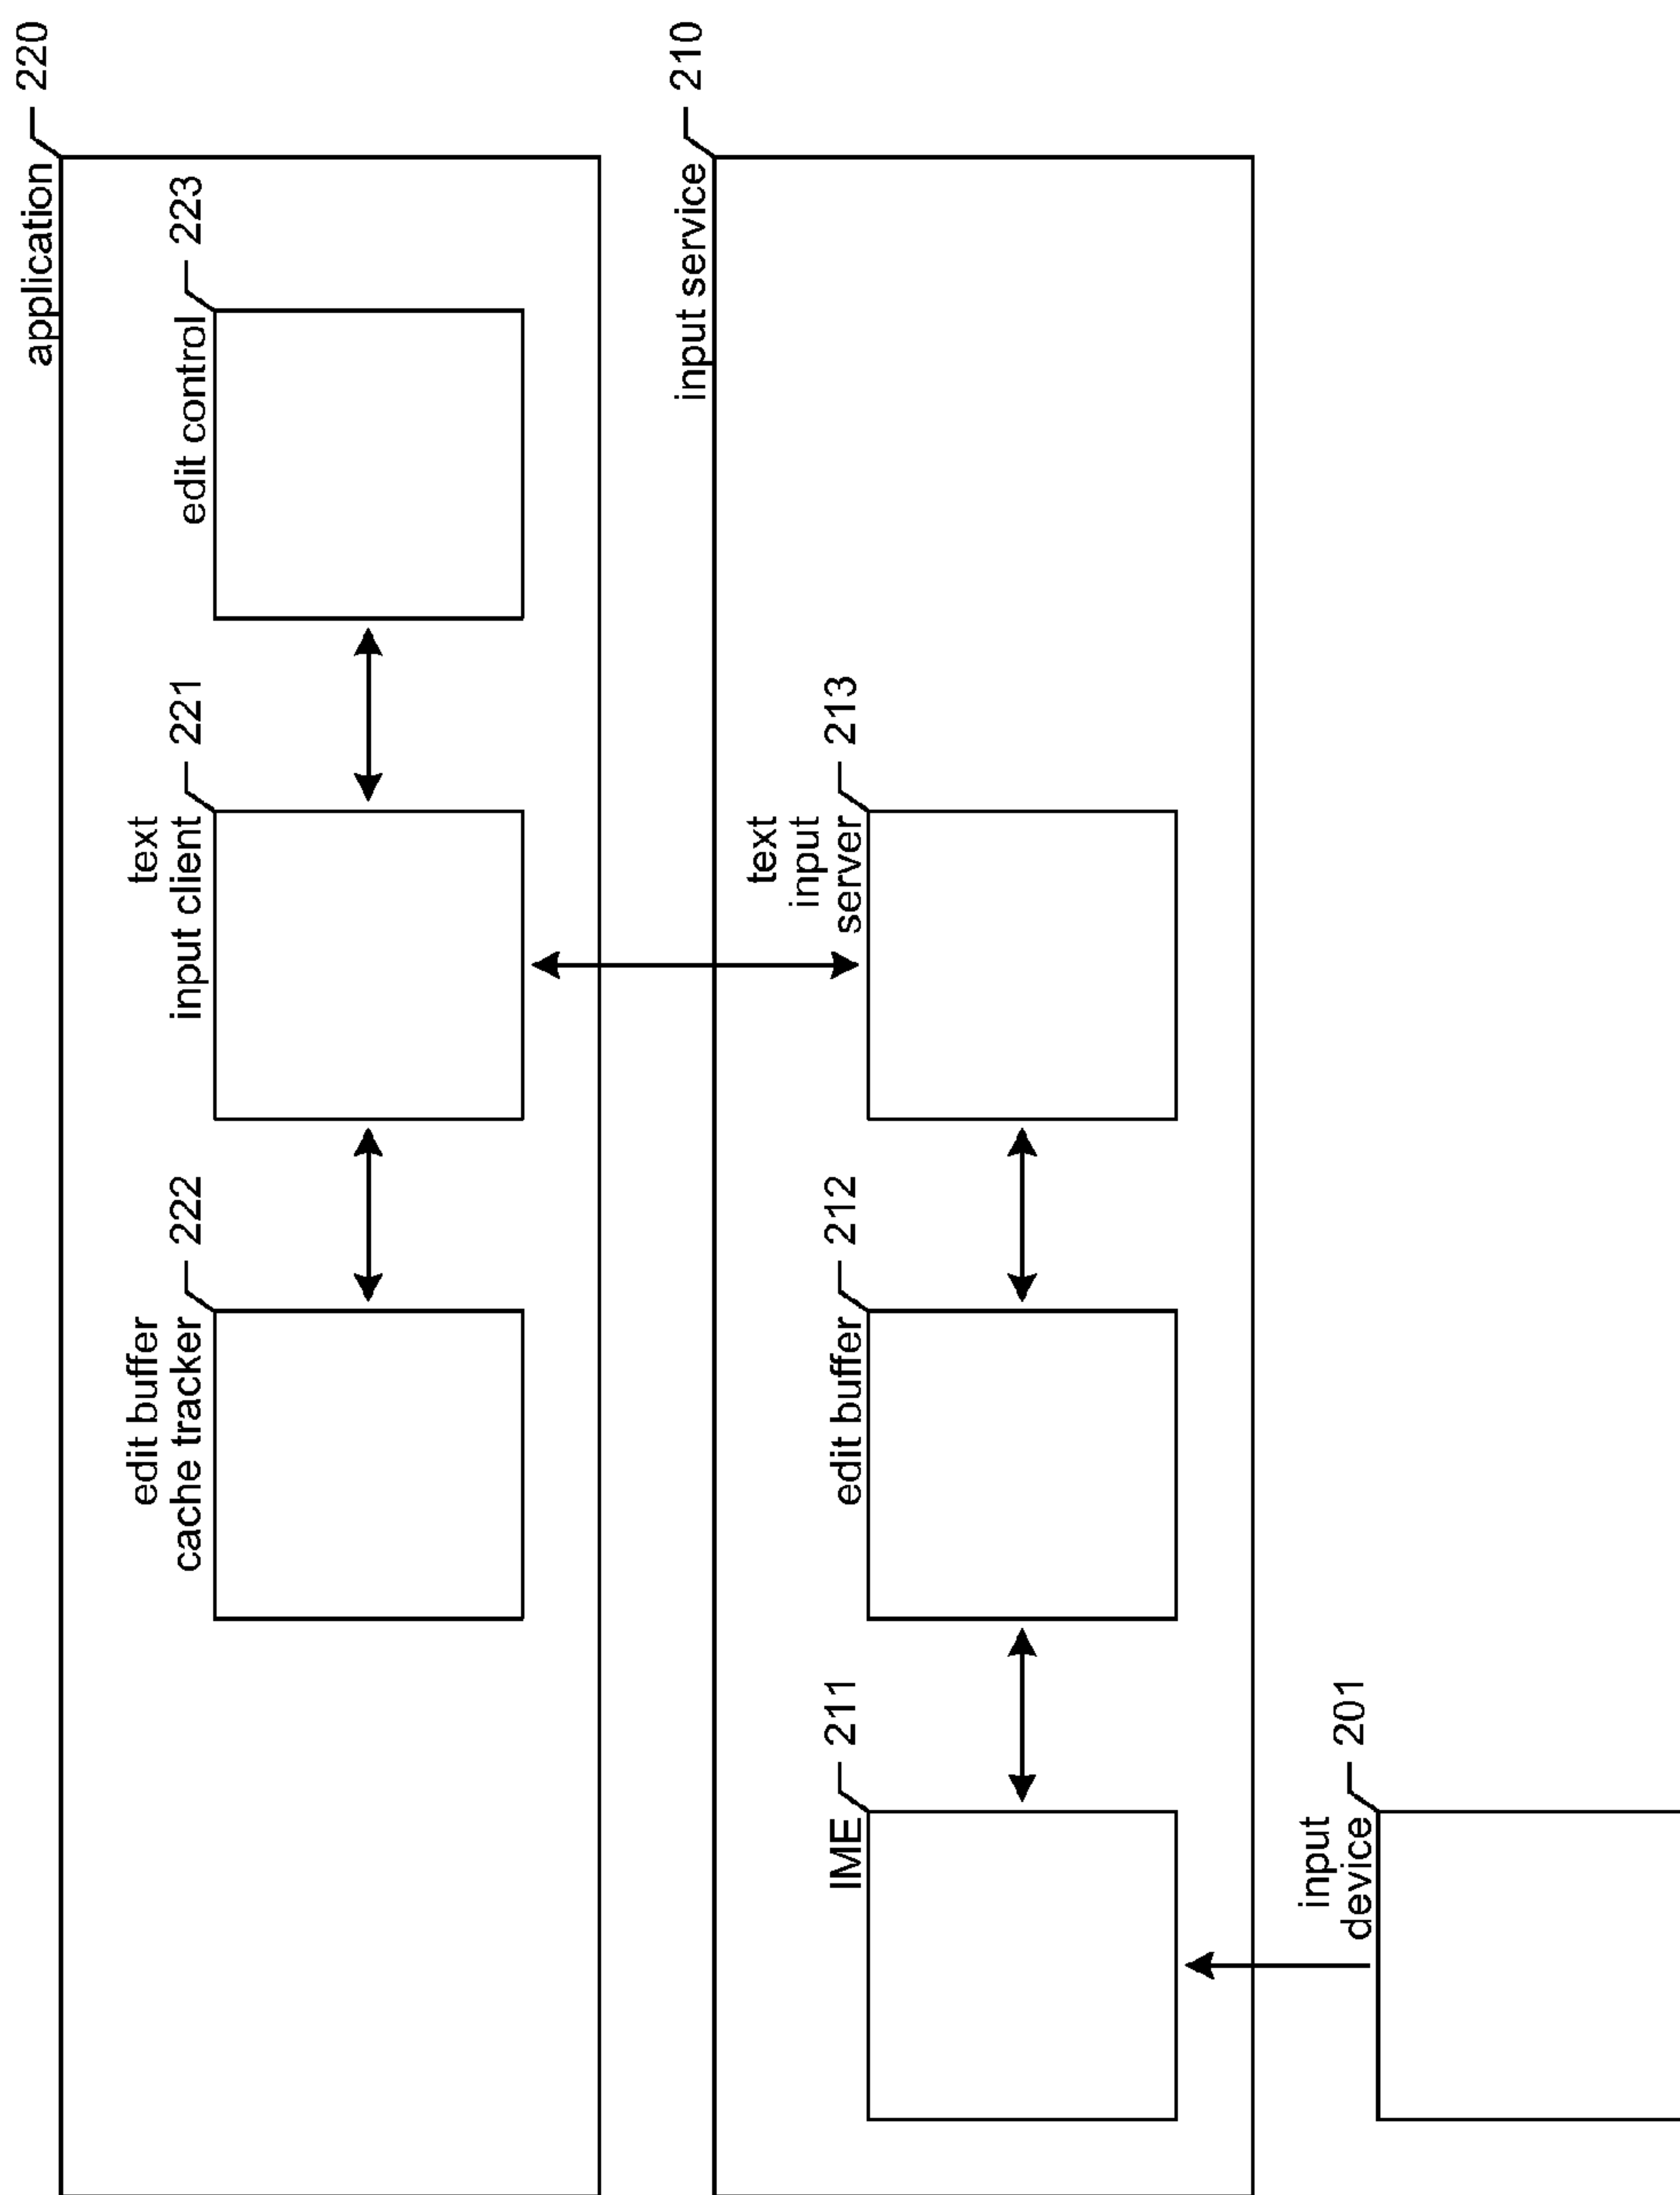 application 220
edit buffer
cache tracker 222
text
input client 221
edit control 223
input service 210
IME 211
edit buffer 212
text
input
server 213
input
device 201